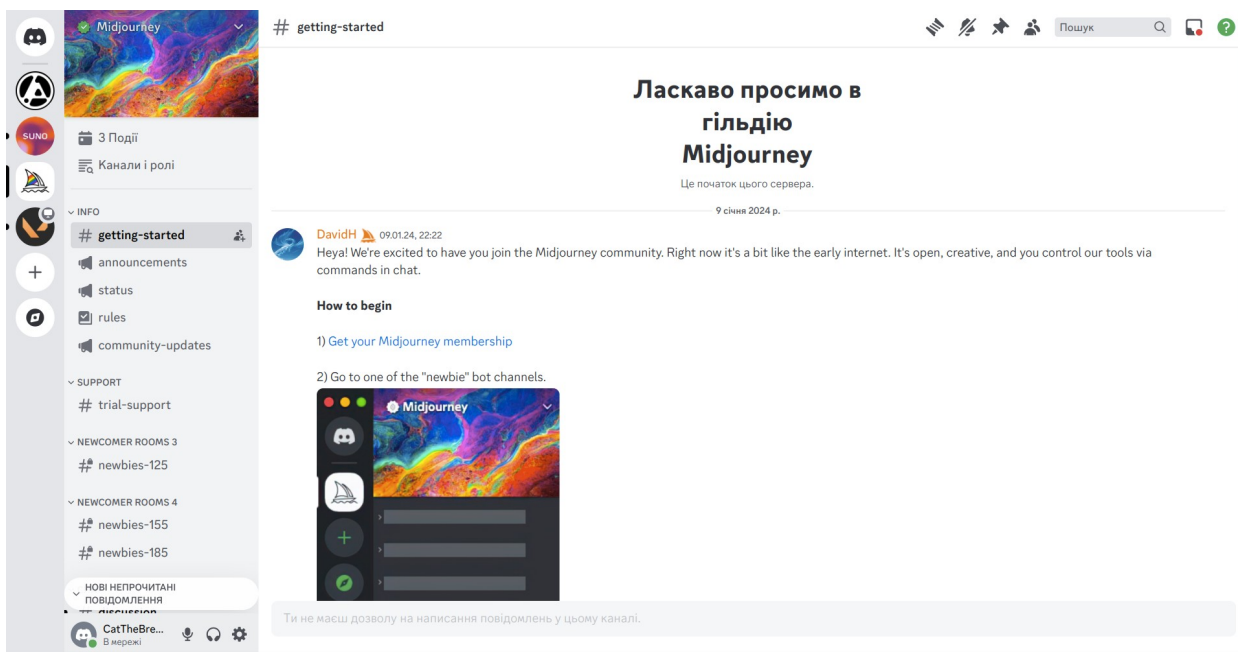 Midjourney
# getting-started
Пошук
SUNO
3 Події
Канали і ролі
INFO
# getting-started
announcements
status
rules
community-updates
SUPPORT
# trial-support
NEWCOMER ROOMS 3
# newbies-125
NEWCOMER ROOMS 4
# newbies-155
# newbies-185
НОВІ НЕПРОЧИТАНІ
ПОВІДОМЛЕННЯ
# discussion
CatTheBre...
В мережі
Ласкаво просимо в
гільдію
Midjourney
Це початок цього сервера.
9 січня 2024 р.
DavidH 09.01.24, 22:22
Heya! We're excited to have you join the Midjourney community. Right now it's a bit like the early internet. It's open, creative, and you control our tools via
commands in chat.
How to begin
1) Get your Midjourney membership
2) Go to one of the "newbie" bot channels.
Midjourney
Ти не маєш дозволу на написання повідомлень у цьому каналі.